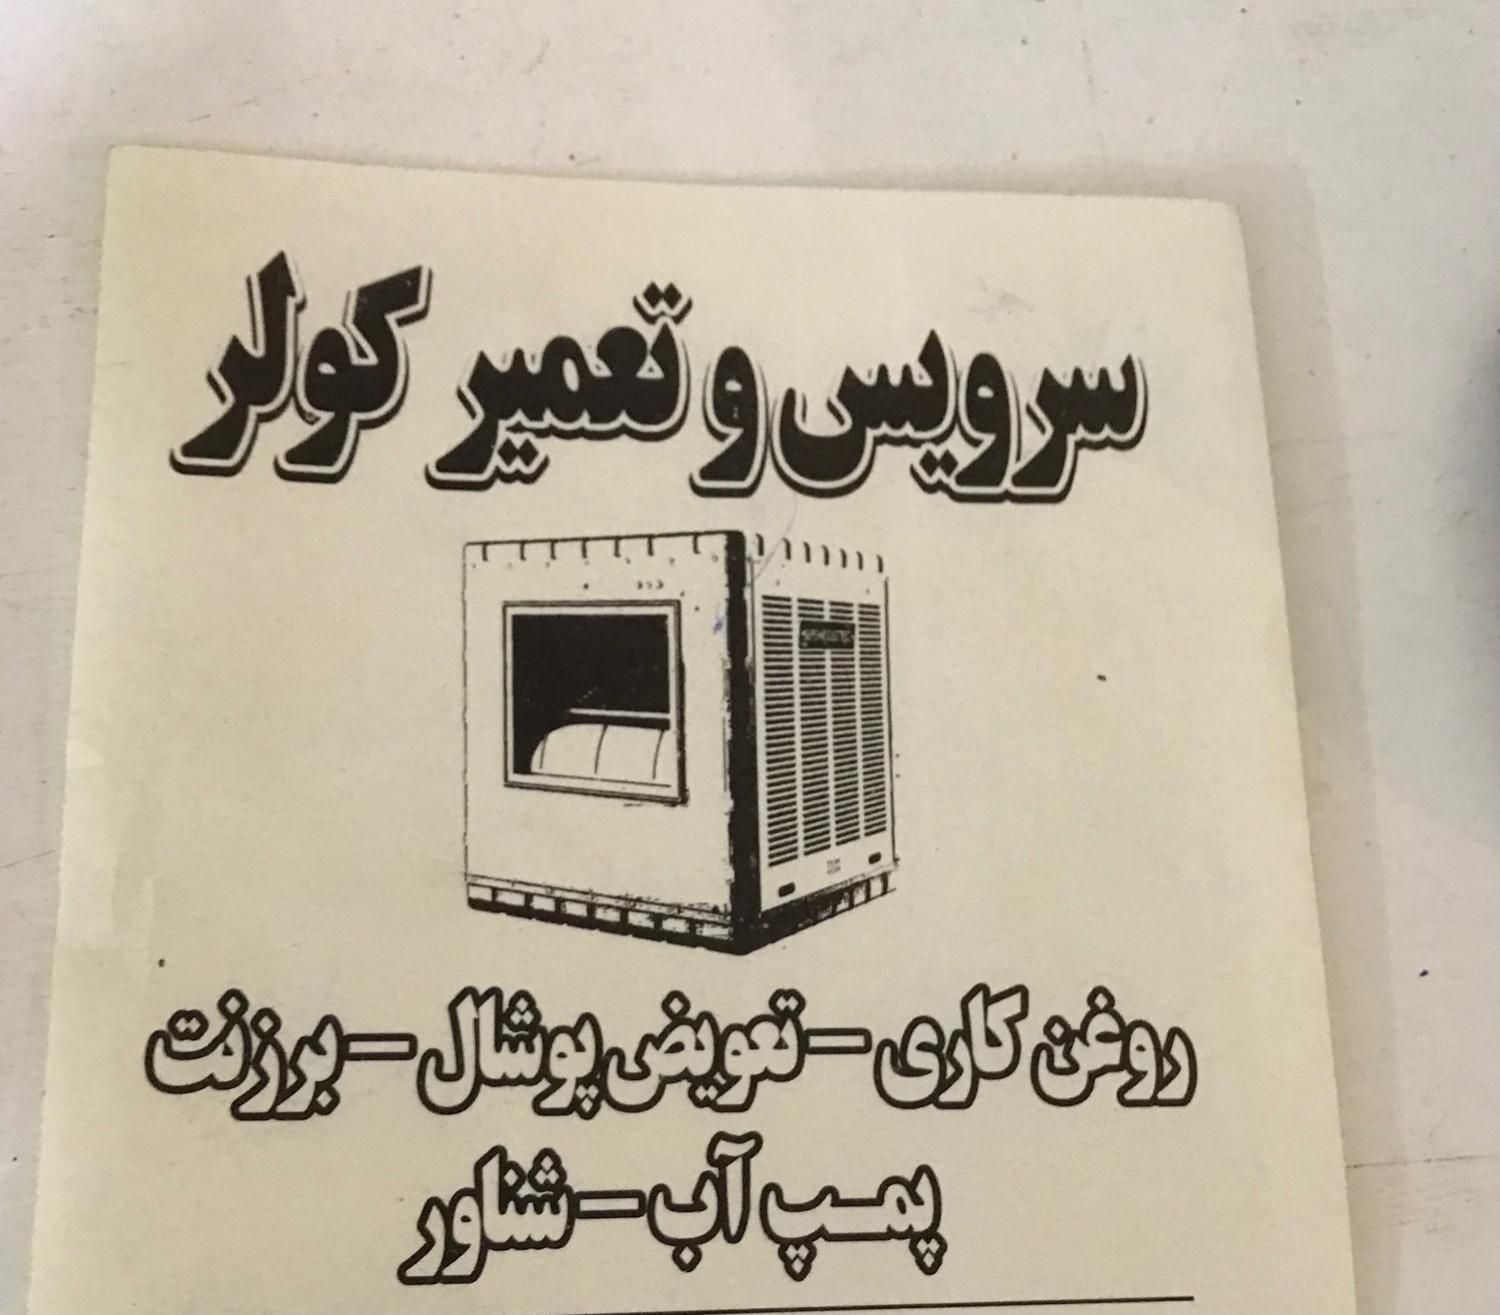 سرویس و تعمیر کولر
روغن کاری - تعویض پوشال - برزنت
پمپ آب - شناور